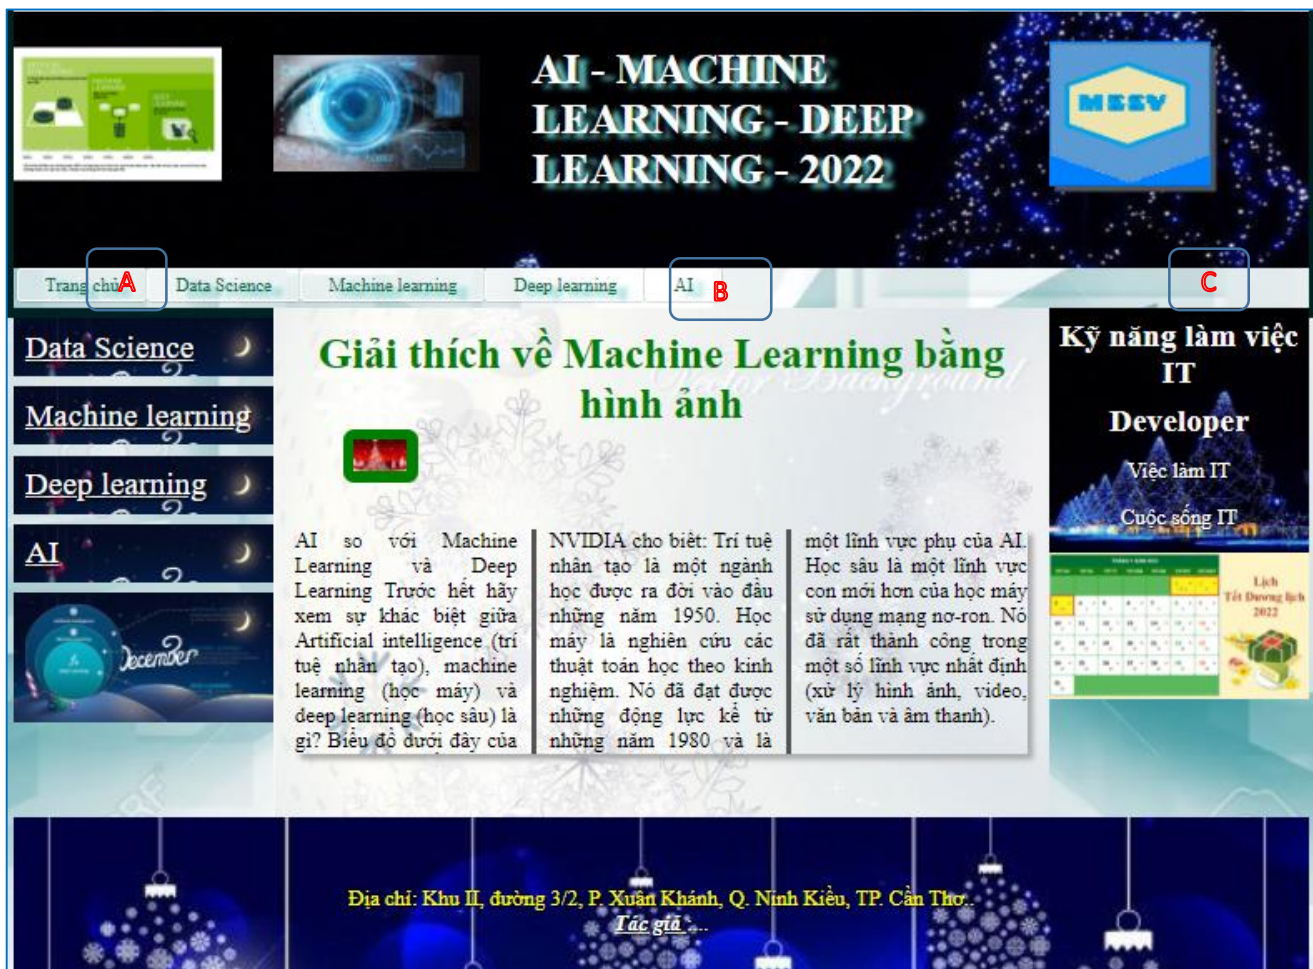 AI - MACHINE
LEARNING - DEEP
LEARNING - 2022
Trang chủ
A
Data Science
Machine learning
Deep learning
AI
B
C
Data Science
Machine learning
Deep learning
AI
December
Giải thích về Machine Learning bằng
hình ảnh
Vector Background
AI so với Machine
Learning và Deep
Learning Trước hết hãy
xem sự khác biệt giữa
Artificial intelligence (trí
tuệ nhân tạo), machine
learning (học máy) và
deep learning (học sâu) là
gì? Biểu đồ dưới đây của
NVIDIA cho biết: Trí tuệ
nhân tạo là một ngành
học được ra đời vào đầu
những năm 1950. Học
máy là nghiên cứu các
thuật toán học theo kinh
nghiệm. Nó đã đạt được
những động lực kể từ
những năm 1980 và là
một lĩnh vực phụ của AI.
Học sâu là một lĩnh vực
con mới hơn của học máy
sử dụng mạng nơ-ron. Nó
đã rất thành công trong
một số lĩnh vực nhất định
(xử lý hình ảnh, video,
văn bản và âm thanh).
Kỹ năng làm việc
IT
Developer
Việc làm IT
Cuộc sống IT
Lịch
Tết Dương lịch
2022
Địa chỉ: Khu II, đường 3/2, P. Xuân Khánh, Q. Ninh Kiều, TP. Cần Thơ..
Tác giả :...